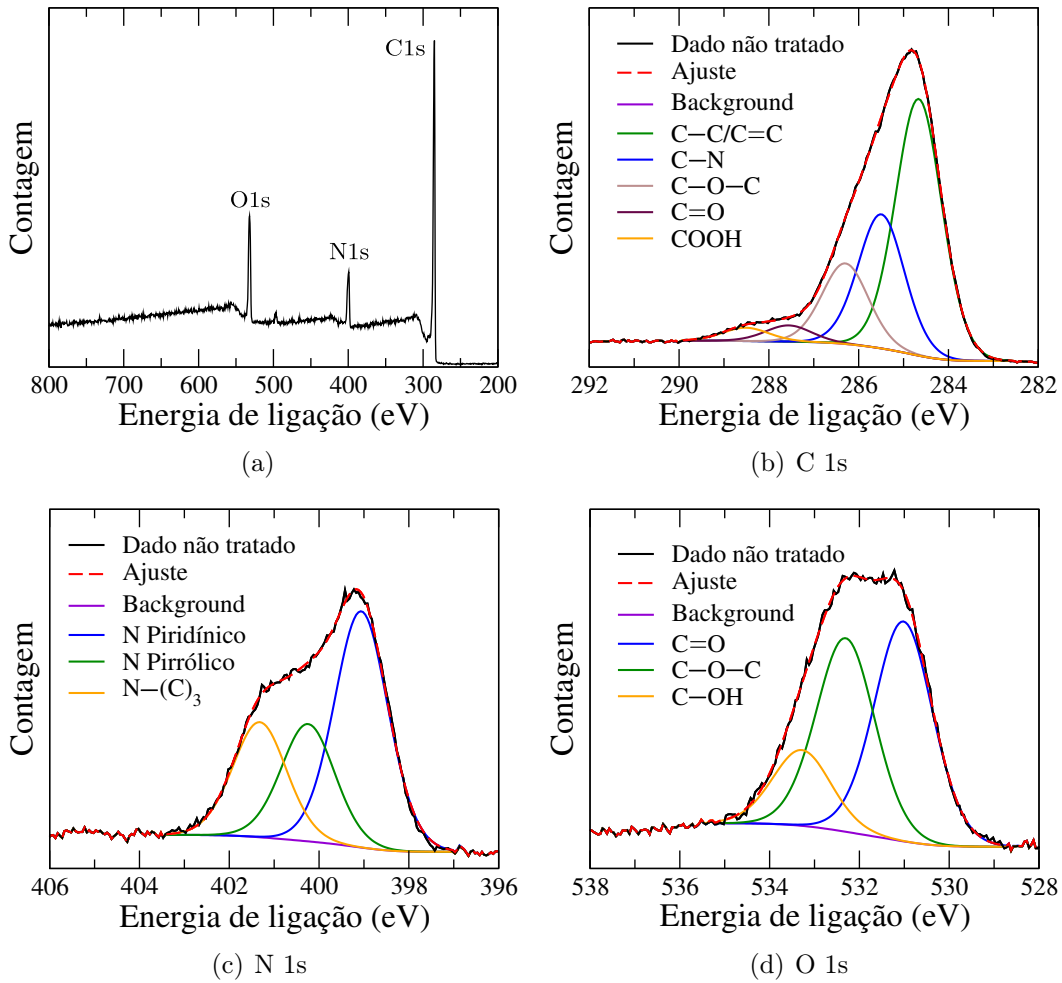 C1s
O1s
N1s
Contagem
800 700 600 500 400 300 200
Energia de ligação (eV)
(a)
Dado não tratado
Ajuste
Background
C−C/C=C
C−N
C−O−C
C=O
COOH
Contagem
292 290 288 286 284 282
Energia de ligação (eV)
(b) C 1s
Dado não tratado
Ajuste
Background
N Piridínico
N Pirrólico
N−(C)₃
Contagem
406 404 402 400 398 396
Energia de ligação (eV)
(c) N 1s
Dado não tratado
Ajuste
Background
C=O
C−O−C
C−OH
Contagem
538 536 534 532 530 528
Energia de ligação (eV)
(d) O 1s